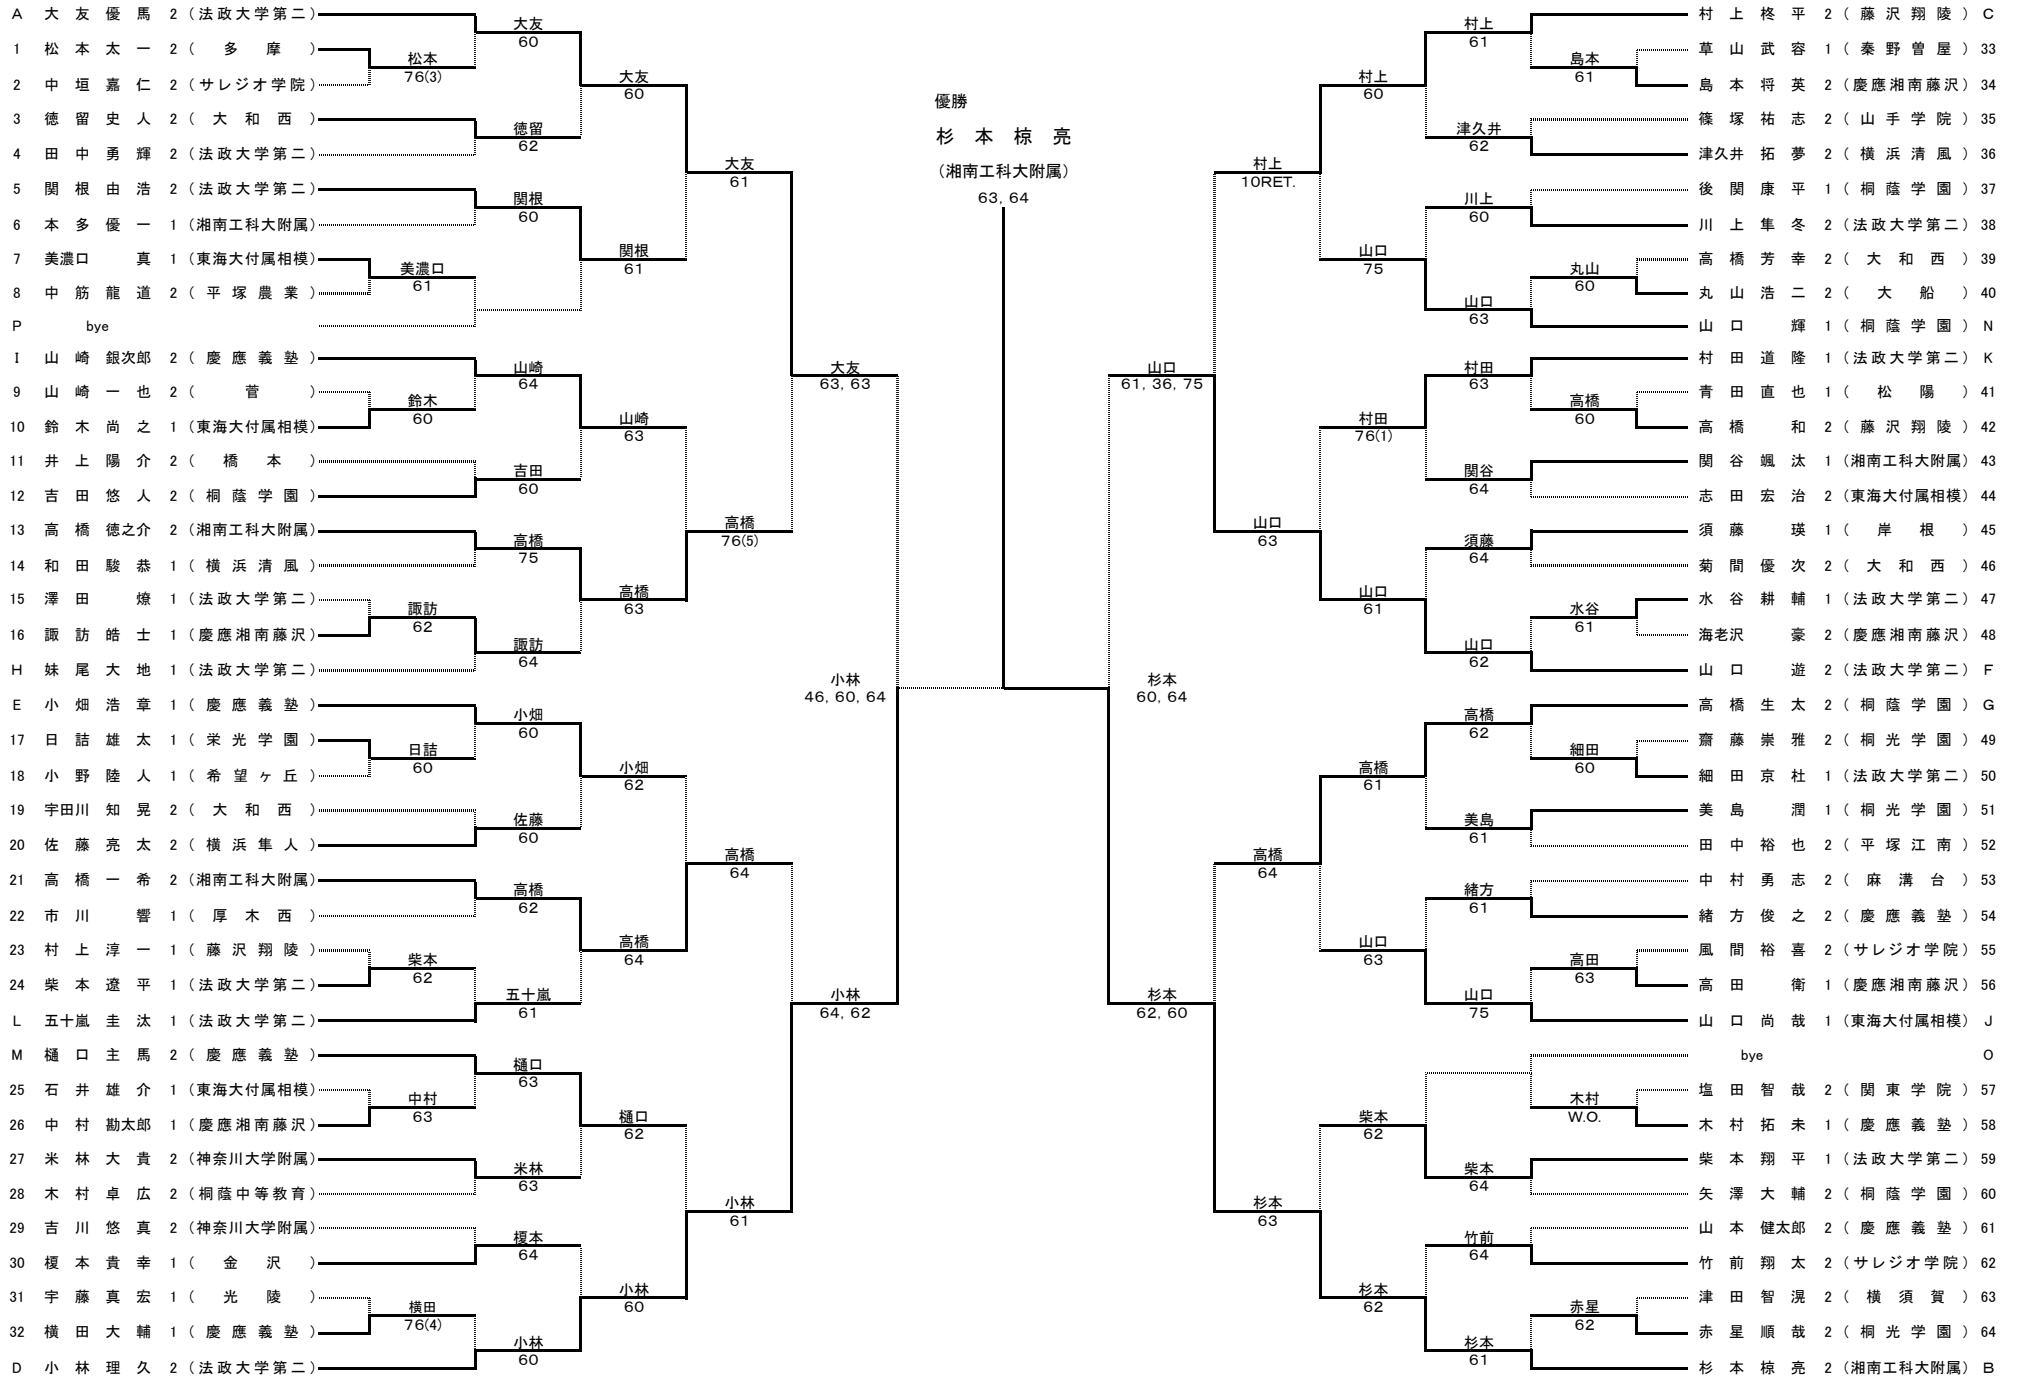 優勝
杉本椋亮
(湘南工科大附属)
63, 64
A 大友優馬 2 (法政大学第二)
1 松本太一 2 (多摩)
2 中垣嘉仁 2 (サレジオ学院)
3 徳留史人 2 (大和西)
4 田中勇輝 2 (法政大学第二)
5 関根由浩 2 (法政大学第二)
6 本多優一 1 (湘南工科大附属)
7 美濃口真 1 (東海大付属相模)
8 中筋龍道 2 (平塚農業)
P bye
I 山崎銀次郎 2 (慶應義塾)
9 山崎一也 2 (菅)
10 鈴木尚之 1 (東海大付属相模)
11 井上陽介 2 (橋本)
12 吉田悠人 2 (桐蔭学園)
13 高橋徳之介 2 (湘南工科大附属)
14 和田駿恭 1 (横浜清風)
15 澤田燎 1 (法政大学第二)
16 諏訪皓士 1 (慶應湘南藤沢)
H 妹尾大地 1 (法政大学第二)
E 小畑浩章 1 (慶應義塾)
17 日詰雄太 1 (栄光学園)
18 小野陸人 1 (希望ヶ丘)
19 宇田川知晃 2 (大和西)
20 佐藤亮太 2 (横浜隼人)
21 高橋一希 2 (湘南工科大附属)
22 市川響 1 (厚木西)
23 村上淳一 1 (藤沢翔陵)
24 柴本遼平 1 (法政大学第二)
L 五十嵐圭汰 1 (法政大学第二)
M 樋口主馬 2 (慶應義塾)
25 石井雄介 1 (東海大付属相模)
26 中村勘太郎 1 (慶應湘南藤沢)
27 米林大貴 2 (神奈川大学附属)
28 木村卓広 2 (桐蔭中等教育)
29 吉川悠真 2 (神奈川大学附属)
30 榎本貴幸 1 (金沢)
31 宇藤真宏 1 (光陵)
32 横田大輔 1 (慶應義塾)
D 小林理久 2 (法政大学第二)
松本
76(3)
美濃口
61
鈴木
60
諏訪
62
日詰
60
柴本
62
中村
63
横田
76(4)
大友
60
徳留
62
関根
60
山崎
64
吉田
60
高橋
75
諏訪
64
小畑
60
佐藤
60
高橋
62
五十嵐
61
樋口
63
米林
63
榎本
64
小林
60
大友
60
関根
61
山崎
63
高橋
63
小畑
62
高橋
64
樋口
62
小林
60
大友
61
高橋
76(5)
高橋
64
小林
61
大友
63, 63
小林
64, 62
小林
46, 60, 64
杉本
60, 64
山口
61, 36, 75
杉本
62, 60
村上
10RET.
山口
63
高橋
64
杉本
63
村上
60
山口
75
村田
76(1)
山口
61
高橋
61
山口
63
柴本
62
杉本
62
村上
61
津久井
62
川上
60
山口
63
村田
63
関谷
64
須藤
64
山口
62
高橋
62
美島
61
緒方
61
山口
75
柴本
64
竹前
64
杉本
61
島本
61
丸山
60
高橋
60
水谷
61
細田
60
高田
63
木村
W.O.
赤星
62
村上柊平 2 (藤沢翔陵) C
草山武容 1 (秦野曽屋) 33
島本将英 2 (慶應湘南藤沢) 34
篠塚祐志 2 (山手学院) 35
津久井拓夢 2 (横浜清風) 36
後関康平 1 (桐蔭学園) 37
川上隼冬 2 (法政大学第二) 38
高橋芳幸 2 (大和西) 39
丸山浩二 2 (大船) 40
山口輝 1 (桐蔭学園) N
村田道隆 1 (法政大学第二) K
青田直也 1 (松陽) 41
高橋和 2 (藤沢翔陵) 42
関谷颯汰 1 (湘南工科大附属) 43
志田宏治 2 (東海大付属相模) 44
須藤瑛 1 (岸根) 45
菊間優次 2 (大和西) 46
水谷耕輔 1 (法政大学第二) 47
海老沢豪 2 (慶應湘南藤沢) 48
山口遊 2 (法政大学第二) F
高橋生太 2 (桐蔭学園) G
齋藤崇雅 2 (桐光学園) 49
細田京杜 1 (法政大学第二) 50
美島潤 1 (桐光学園) 51
田中裕也 2 (平塚江南) 52
中村勇志 2 (麻溝台) 53
緒方俊之 2 (慶應義塾) 54
風間裕喜 2 (サレジオ学院) 55
高田衛 1 (慶應湘南藤沢) 56
山口尚哉 1 (東海大付属相模) J
bye O
塩田智哉 2 (関東学院) 57
木村拓未 1 (慶應義塾) 58
柴本翔平 1 (法政大学第二) 59
矢澤大輔 2 (桐蔭学園) 60
山本健太郎 2 (慶應義塾) 61
竹前翔太 2 (サレジオ学院) 62
津田智滉 2 (横須賀) 63
赤星順哉 2 (桐光学園) 64
杉本椋亮 2 (湘南工科大附属) B